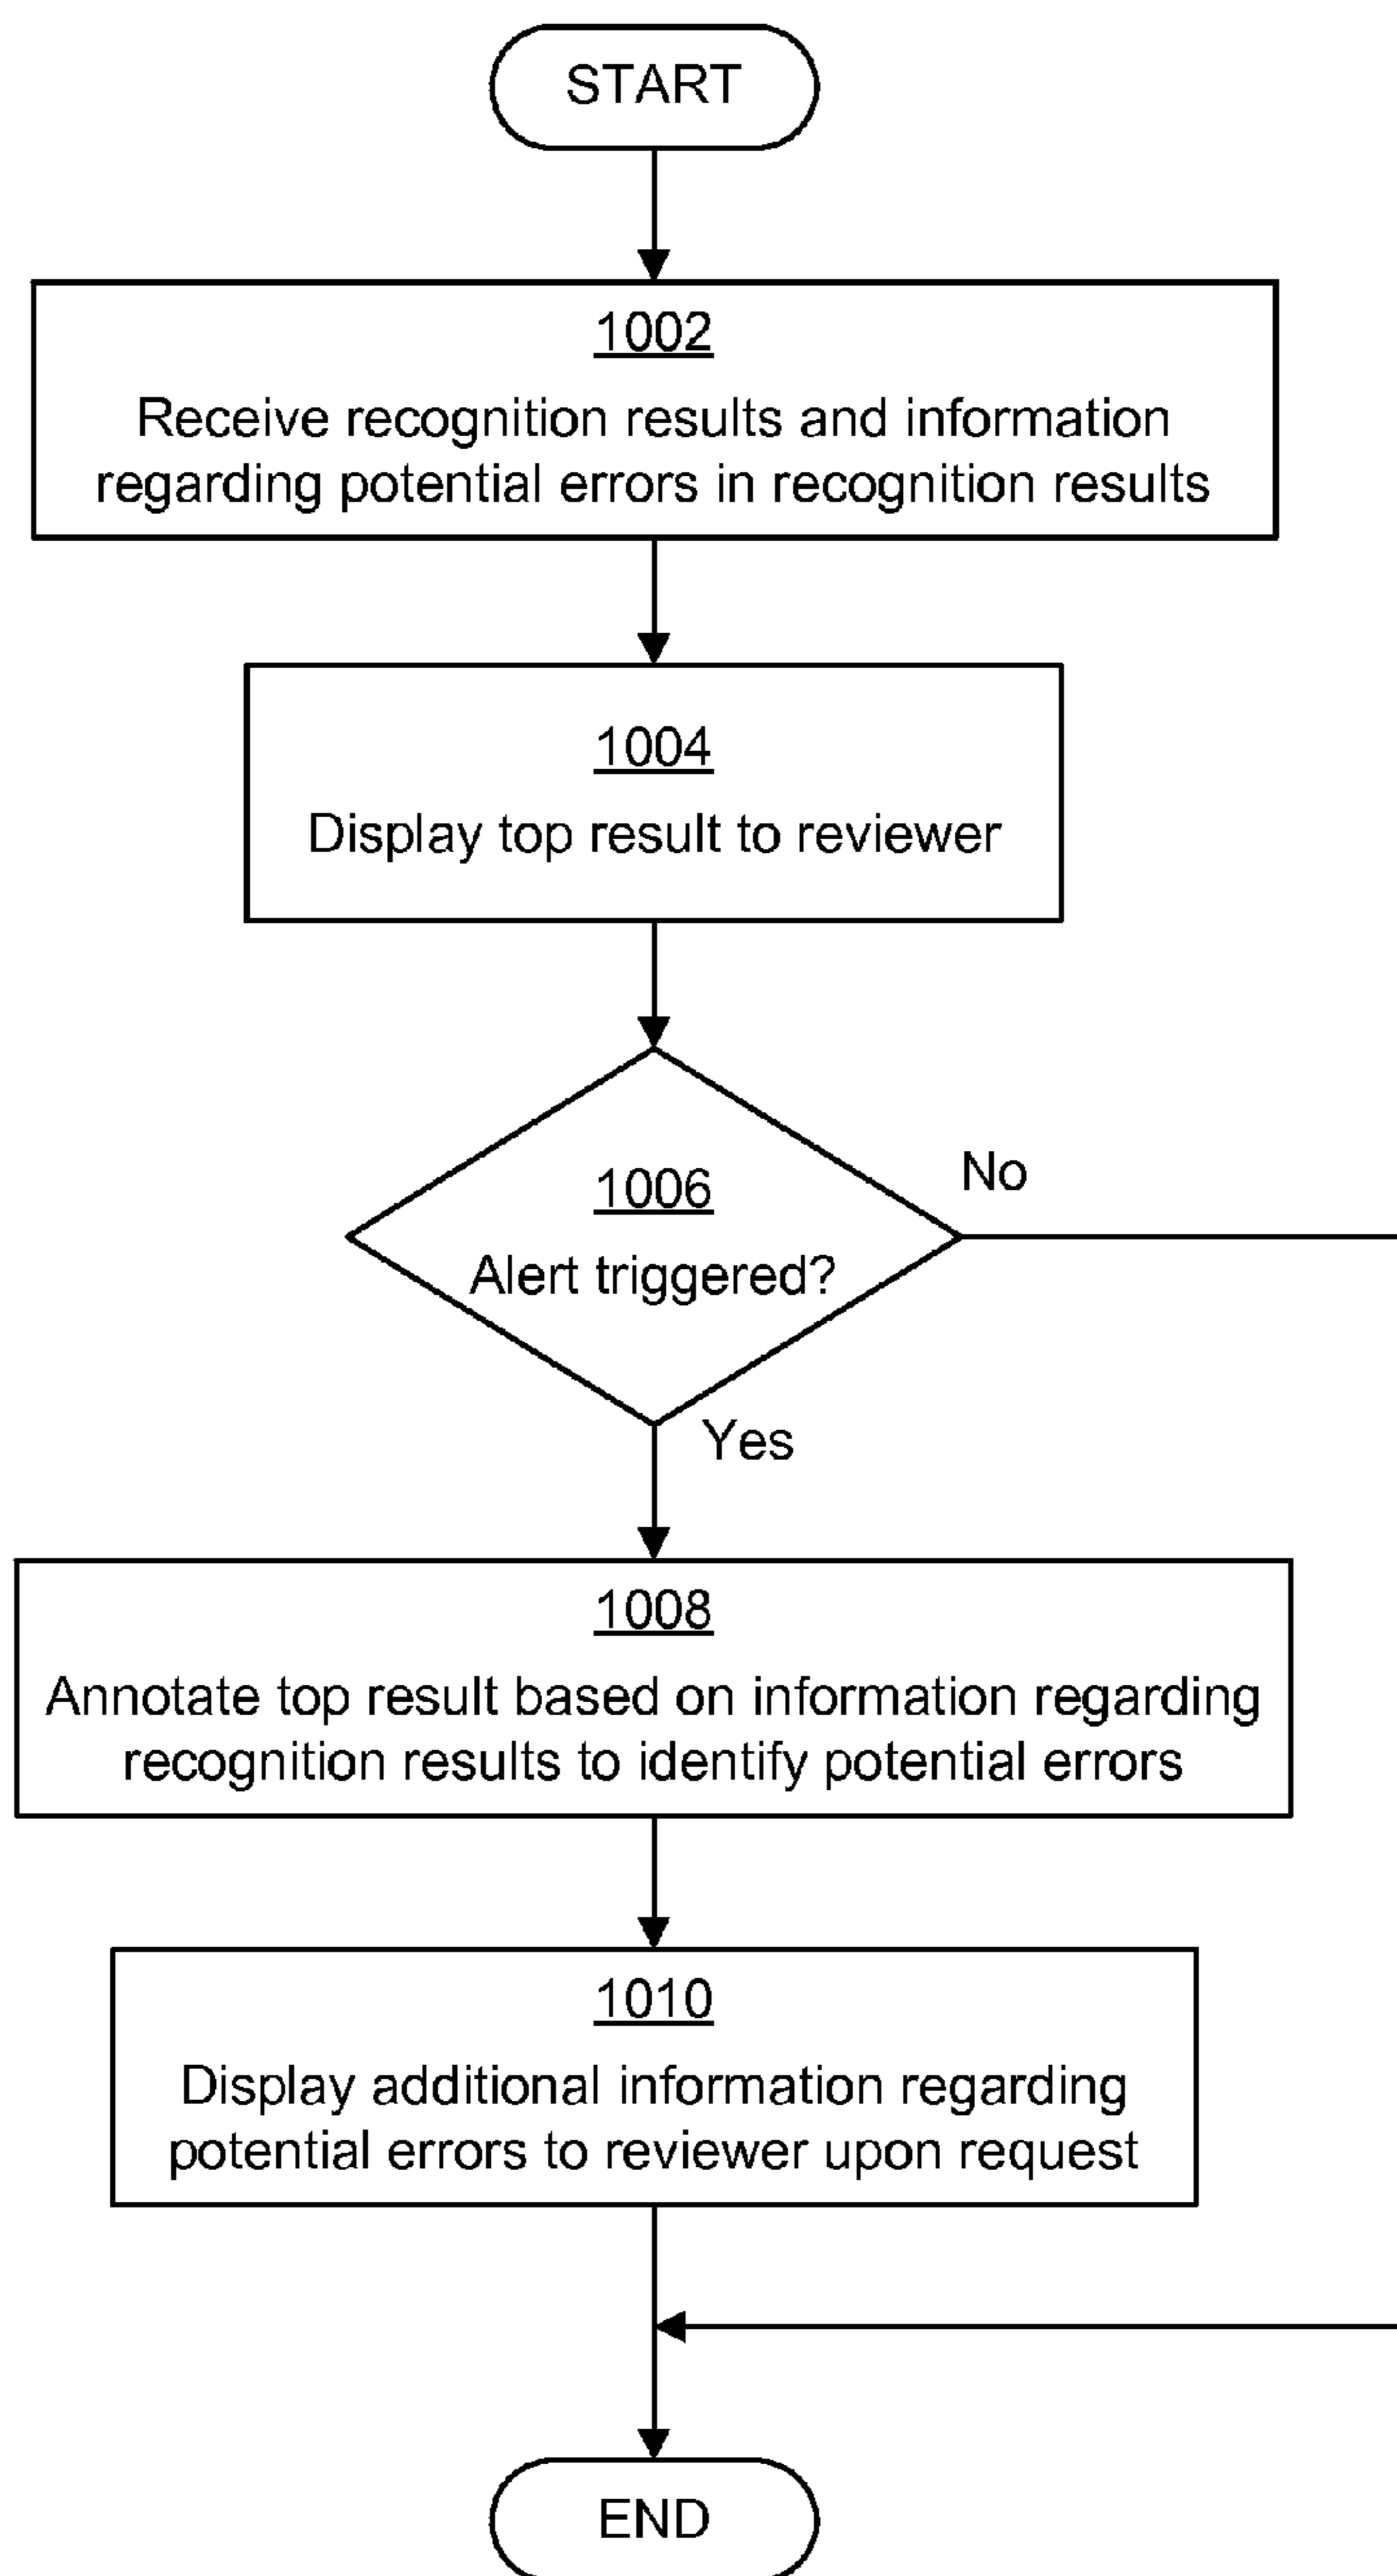 START
1002
Receive recognition results and information
regarding potential errors in recognition results
1004
Display top result to reviewer
1006
Alert triggered?
No
Yes
1008
Annotate top result based on information regarding
recognition results to identify potential errors
1010
Display additional information regarding
potential errors to reviewer upon request
END